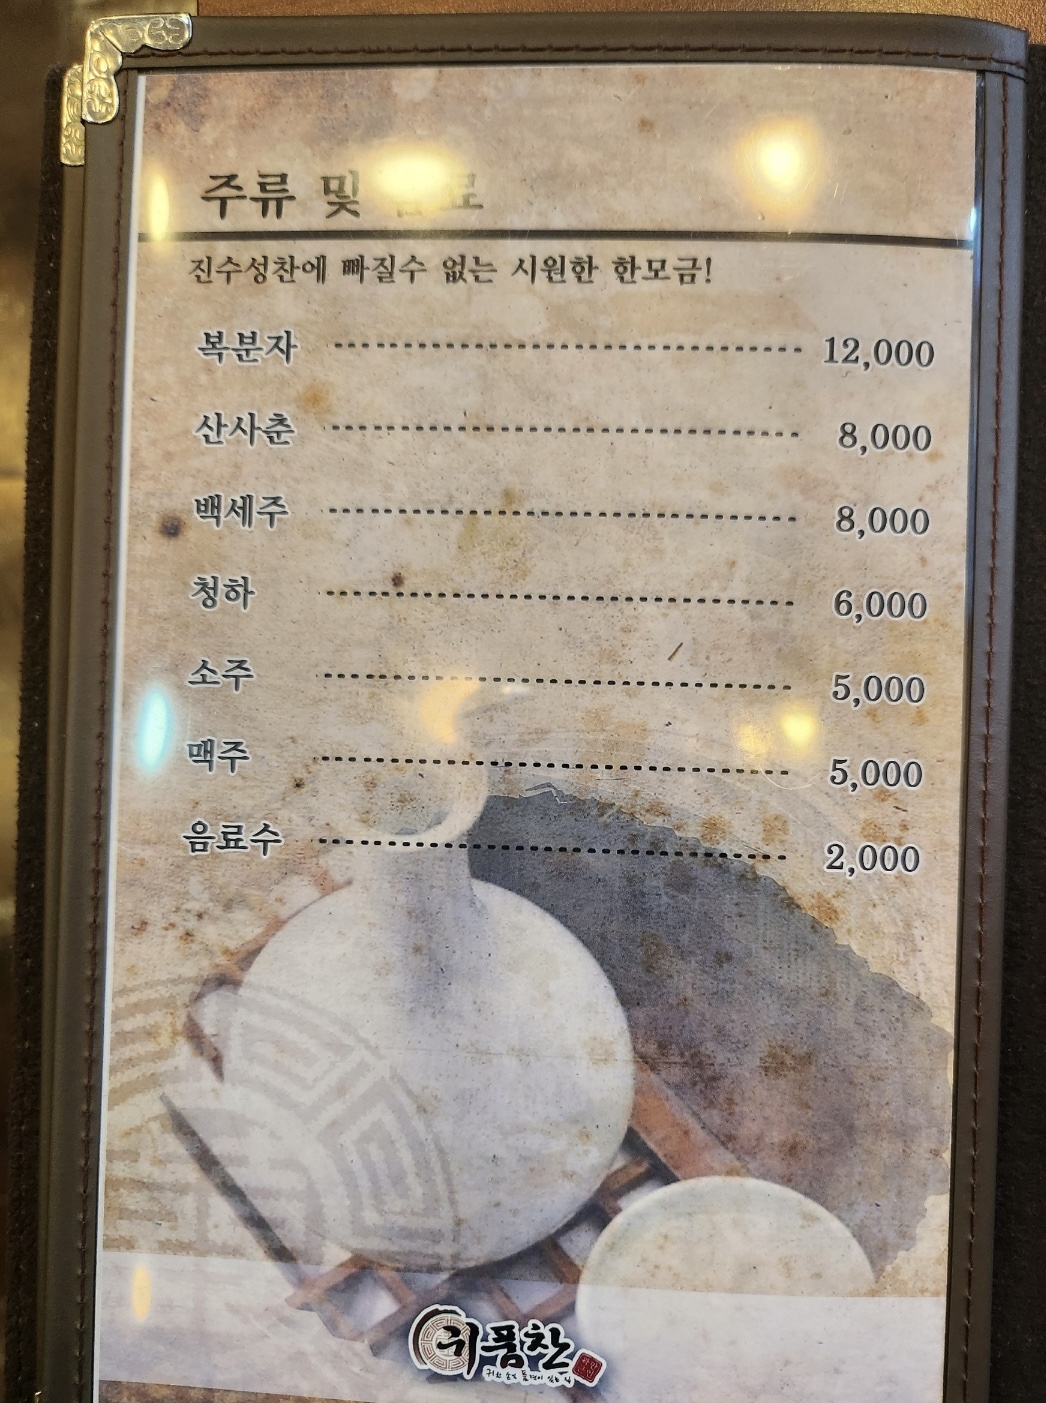 주류 및 음료
진수성찬에 빠질수 없는 시원한 한모금!
복분자 12,000
산사춘 8,000
백세주 8,000
청하 6,000
소주 5,000
맥주 5,000
음료수 2,000
귀품찬